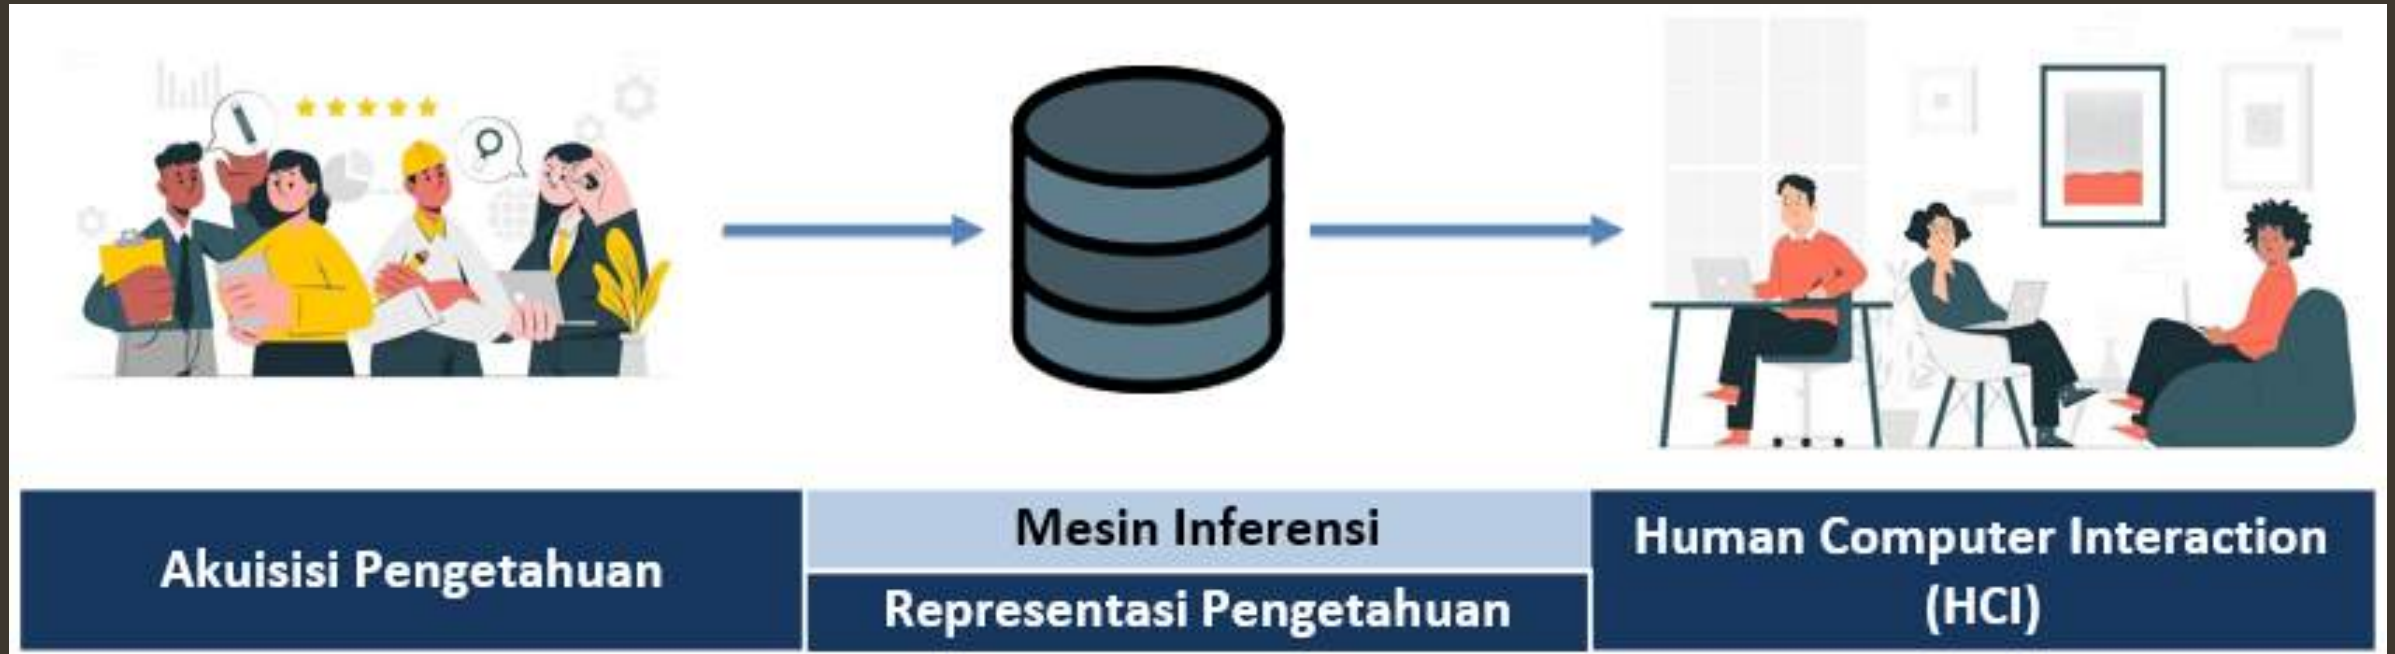 Akuisisi Pengetahuan
Mesin Inferensi
Representasi Pengetahuan
Human Computer Interaction
(HCI)